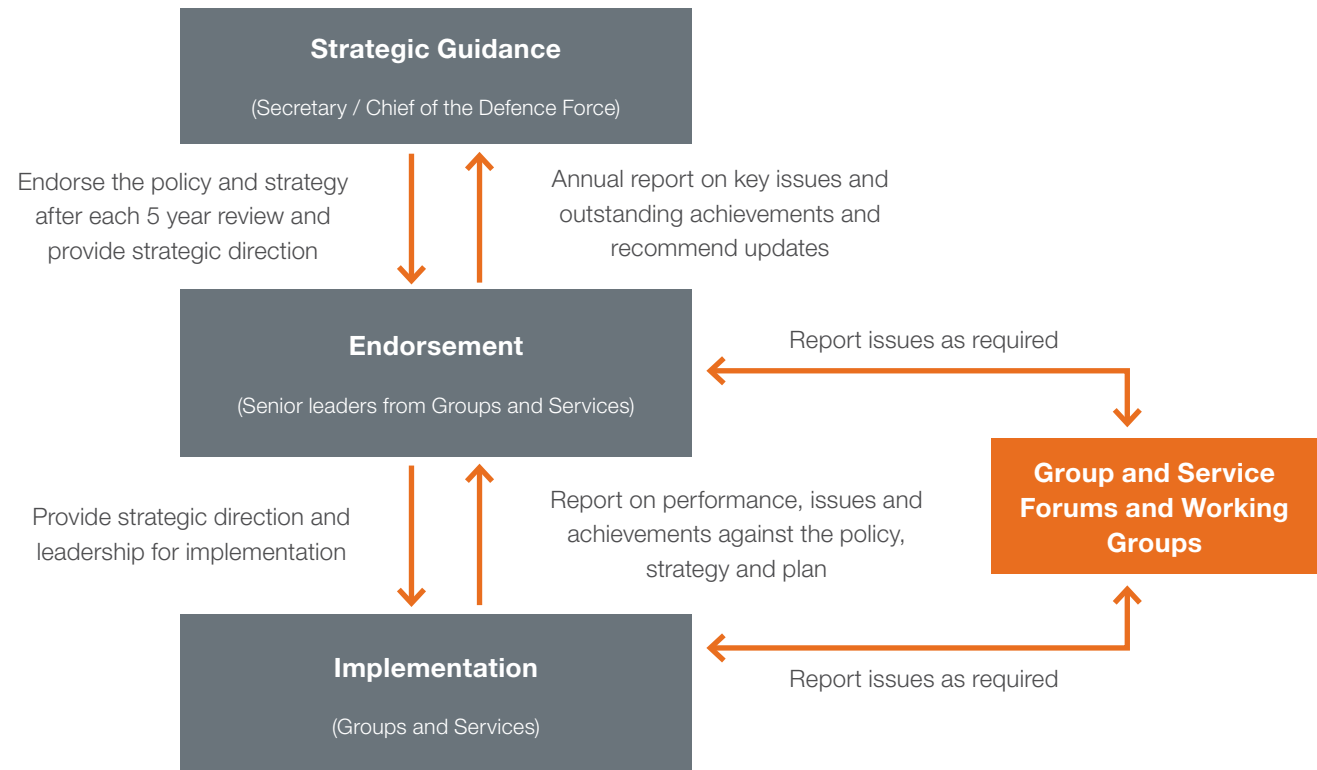 Strategic Guidance
(Secretary / Chief of the Defence Force)
Endorse the policy and strategy
after each 5 year review and
provide strategic direction
Annual report on key issues and
outstanding achievements and
recommend updates
Endorsement
(Senior leaders from Groups and Services)
Report issues as required
Group and Service
Forums and Working
Groups
Provide strategic direction and
leadership for implementation
Report on performance, issues and
achievements against the policy,
strategy and plan
Implementation
(Groups and Services)
Report issues as required